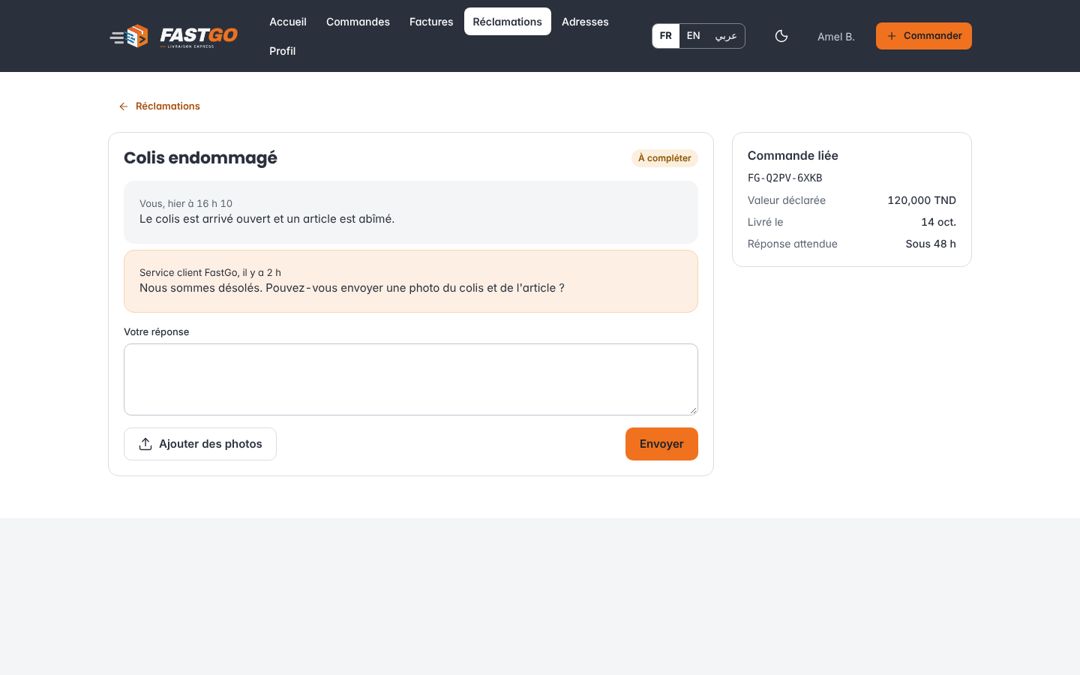 FASTGO
LIVRAISON EXPRESS
Accueil
Commandes
Factures
Réclamations
Adresses
Profil
FR
EN
عربي
Amel B.
+ Commander
← Réclamations
Colis endommagé
À compléter
Vous, hier à 16 h 10
Le colis est arrivé ouvert et un article est abîmé.
Service client FastGo, il y a 2 h
Nous sommes désolés. Pouvez-vous envoyer une photo du colis et de l'article ?
Votre réponse
Ajouter des photos
Envoyer
Commande liée
FG-Q2PV-6XKB
Valeur déclarée 120,000 TND
Livré le 14 oct.
Réponse attendue Sous 48 h